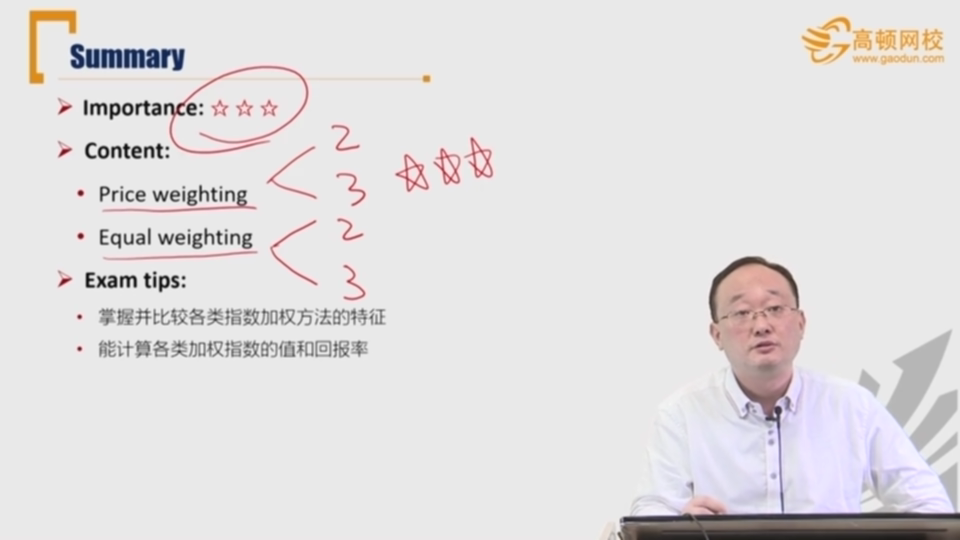 Summary
高顿网校
www.gaodun.com
Importance: ☆ ☆ ☆
Content:
2
Price weighting
3
Equal weighting
2
3
Exam tips:
掌握并比较各类指数加权方法的特征
能计算各类加权指数的值和回报率